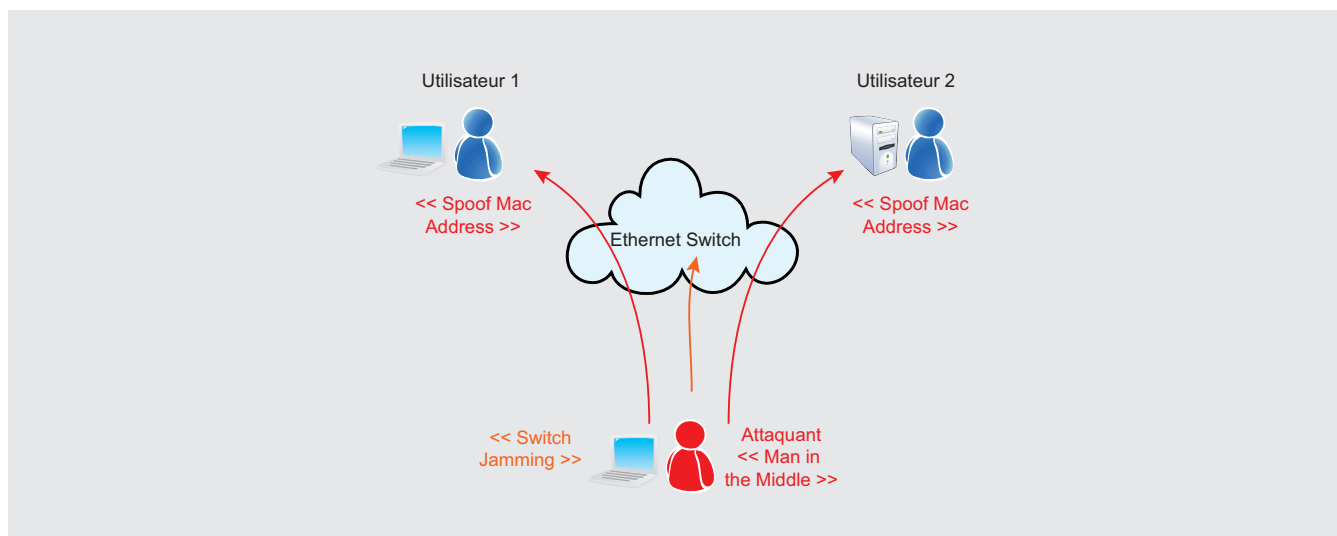 Utilisateur 1
Utilisateur 2
<< Spoof Mac
Address >>
<< Spoof Mac
Address >>
Ethernet Switch
<< Switch
Jamming >>
Attaquant
<< Man in
the Middle >>